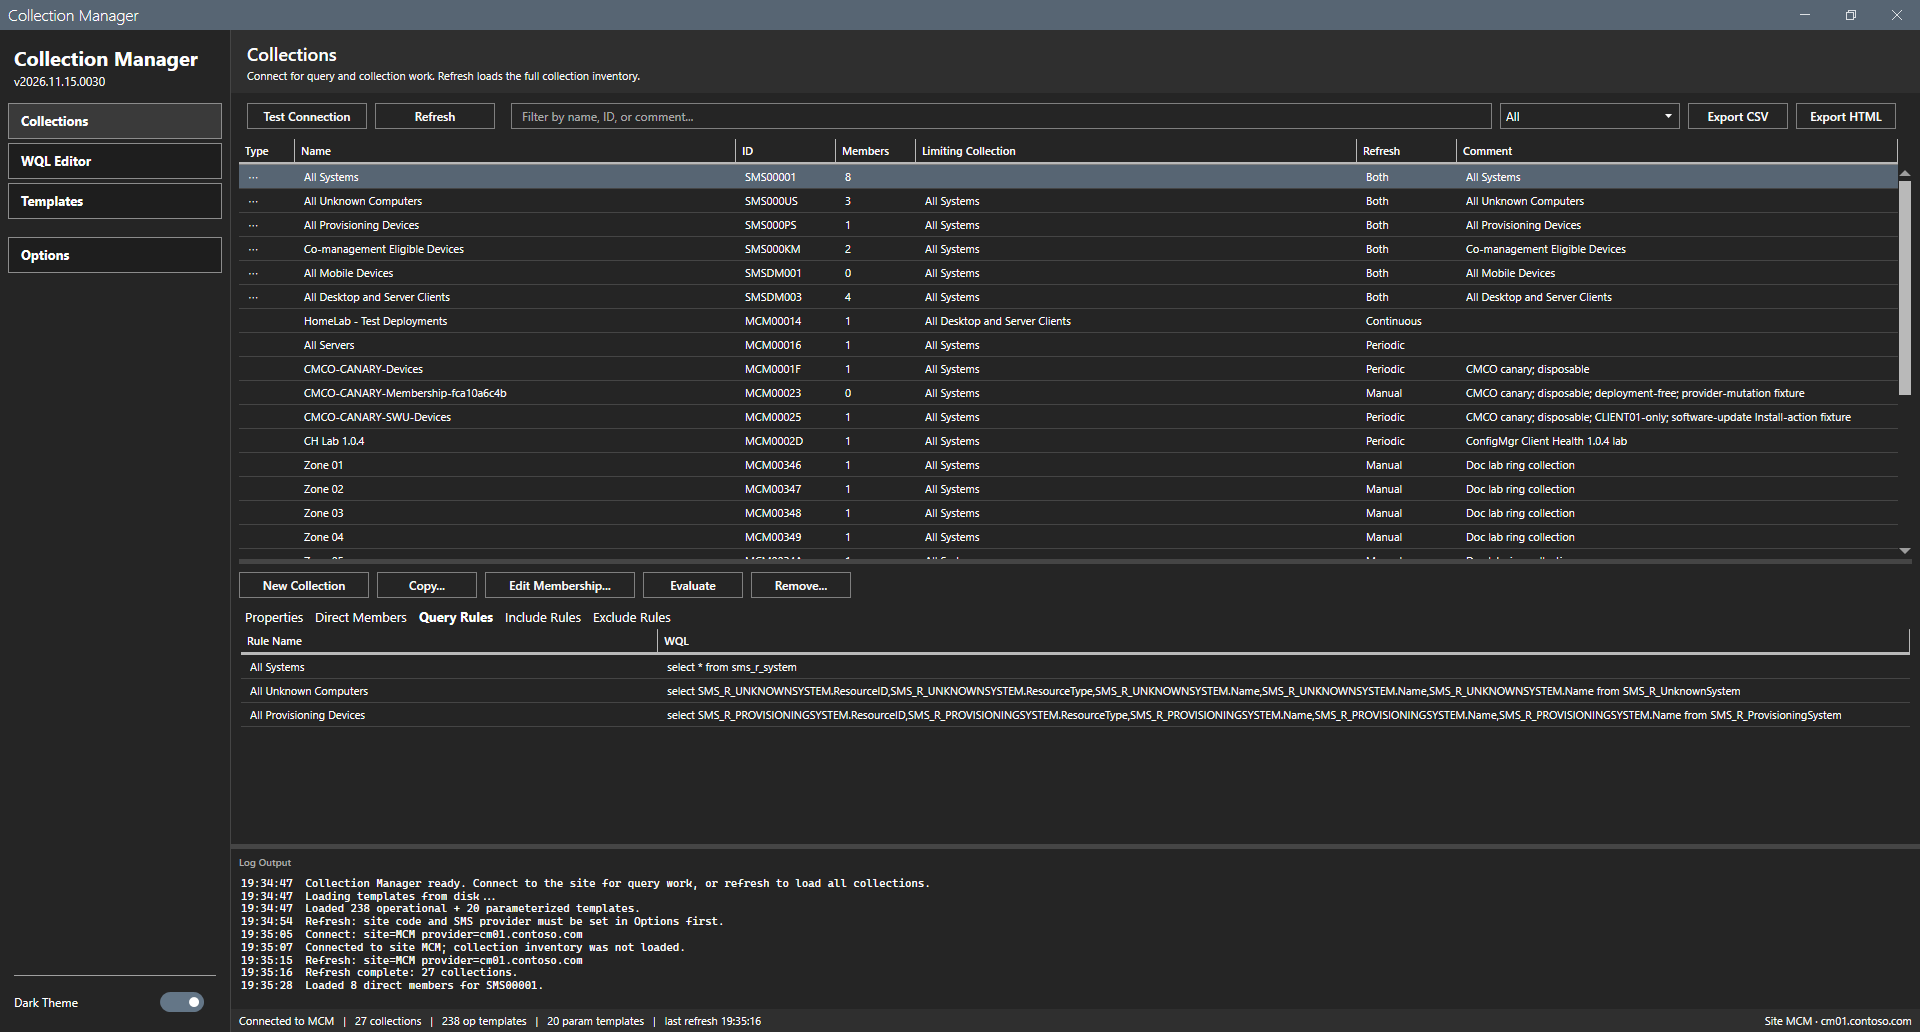 Collection Manager
Collection Manager
v2026.11.15.0030
Collections
WQL Editor
Templates
Options
Dark Theme
Collections
Connect for query and collection work. Refresh loads the full collection inventory.
Test Connection Refresh Filter by name, ID, or comment... All Export CSV Export HTML
Type Name ID Members Limiting Collection Refresh Comment
... All Systems SMS00001 8 Both All Systems
... All Unknown Computers SMS000US 3 All Systems Both All Unknown Computers
... All Provisioning Devices SMS000PS 1 All Systems Both All Provisioning Devices
... Co-management Eligible Devices SMS000KM 2 All Systems Both Co-management Eligible Devices
... All Mobile Devices SMSDM001 0 All Systems Both All Mobile Devices
... All Desktop and Server Clients SMSDM003 4 All Systems Both All Desktop and Server Clients
HomeLab - Test Deployments MCM00014 1 All Desktop and Server Clients Continuous
All Servers MCM00016 1 All Systems Periodic
CMCO-CANARY-Devices MCM0001F 1 All Systems Periodic CMCO canary; disposable
CMCO-CANARY-Membership-fca10a6c4b MCM00023 0 All Systems Manual CMCO canary; disposable; deployment-free; provider-mutation fixture
CMCO-CANARY-SWU-Devices MCM00025 1 All Systems Periodic CMCO canary; disposable; CLIENT01-only; software-update Install-action fixture
CH Lab 1.0.4 MCM0002D 1 All Systems Periodic ConfigMgr Client Health 1.0.4 lab
Zone 01 MCM00346 1 All Systems Manual Doc lab ring collection
Zone 02 MCM00347 1 All Systems Manual Doc lab ring collection
Zone 03 MCM00348 1 All Systems Manual Doc lab ring collection
Zone 04 MCM00349 1 All Systems Manual Doc lab ring collection
New Collection Copy... Edit Membership... Evaluate Remove...
Properties Direct Members Query Rules Include Rules Exclude Rules
Rule Name WQL
All Systems select * from sms_r_system
All Unknown Computers select SMS_R_UNKNOWNSYSTEM.ResourceID,SMS_R_UNKNOWNSYSTEM.ResourceType,SMS_R_UNKNOWNSYSTEM.Name,SMS_R_UNKNOWNSYSTEM.Name,SMS_R_UNKNOWNSYSTEM.Name from SMS_R_UnknownSystem
All Provisioning Devices select SMS_R_PROVISIONINGSYSTEM.ResourceID,SMS_R_PROVISIONINGSYSTEM.ResourceType,SMS_R_PROVISIONINGSYSTEM.Name,SMS_R_PROVISIONINGSYSTEM.Name,SMS_R_PROVISIONINGSYSTEM.Name from SMS_R_ProvisioningSystem
Log Output
19:34:47 Collection Manager ready. Connect to the site for query work, or refresh to load all collections.
19:34:47 Loading templates from disk...
19:34:47 Loaded 238 operational + 20 parameterized templates.
19:34:54 Refresh: site code and SMS provider must be set in Options first.
19:35:05 Connect: site=MCM provider=cm01.contoso.com
19:35:07 Connected to site MCM; collection inventory was not loaded.
19:35:15 Refresh: site=MCM provider=cm01.contoso.com
19:35:16 Refresh complete: 27 collections.
19:35:28 Loaded 8 direct members for SMS00001.
Connected to MCM | 27 collections | 238 op templates | 20 param templates | last refresh 19:35:16
Site MCM · cm01.contoso.com